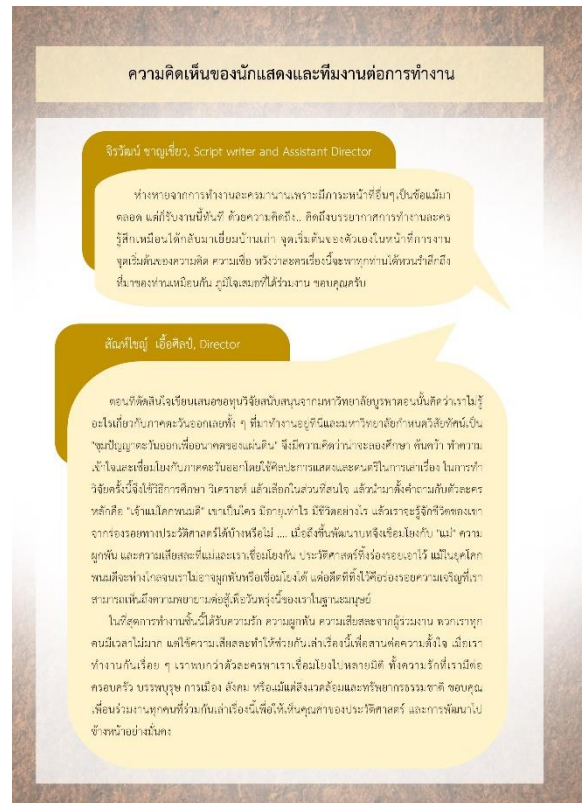 ความคิดเห็นของนักแสดงและทีมงานต่อการทำงาน
จิรวัฒน์ ชาญเชี่ยว, Script writer and Assistant Director
ห่างหายจากการทำงานละครมานานเพราะมีภาระหน้าที่อื่นๆเป็นข้อแม้มา
ตลอด แต่ก็รับงานนี้ทันที ด้วยความคิดถึง.. คิดถึงบรรยากาศการทำงานละคร
รู้สึกเหมือนได้กลับมาเยี่ยมบ้านเก่า จุดเริ่มต้นของตัวเองในหน้าที่การงาน
จุดเริ่มต้นของความคิด ความเชื่อ หวังว่าละครเรื่องนี้จะพาทุกท่านได้หวนรำลึกถึง
ที่มาของท่านเหมือนกัน ภูมิใจเสมอที่ได้ร่วมงาน ขอบคุณครับ
สัณห์ไชญ์ เอื้อศิลป์, Director
ตอนที่ตัดสินใจเขียนเสนอขอทุนวิจัยสนับสนุนจากมหาวิทยาลัยบูรพาตอนนั้นคิดว่าเราไม่รู้
อะไรเกี่ยวกับภาคตะวันออกเลยทั้ง ๆ ที่มาทำงานอยู่ที่นี่และมหาวิทยาลัยกำหนดวิสัยทัศน์เป็น
"ขุมปัญญาตะวันออกเพื่ออนาคตของแผ่นดิน" จึงมีความคิดว่าน่าจะลองศึกษา ค้นคว้า ทำความ
เข้าใจและเชื่อมโยงกับภาคตะวันออกโดยใช้ศิลปะการแสดงและดนตรีในการเล่าเรื่อง ในการทำ
วิจัยครั้งนี้จึงใช้วิธีการศึกษา วิเคราะห์ แล้วเลือกในส่วนที่สนใจ แล้วนำมาตั้งคำถามกับตัวละคร
หลักคือ "เจ้าแม่โคกพนมดี" เขาเป็นใคร มีอายุเท่าไร มีชีวิตอย่างไร แล้วเราจะรู้จักชีวิตของเขา
จากร่องรอยทางประวัติศาสตร์ได้บ้างหรือไม่ .... เมื่อถึงขั้นพัฒนาบทจึงเชื่อมโยงกับ "แม่" ความ
ผูกพัน และความเสียสละที่แม่และเราเชื่อมโยงกัน ประวัติศาสตร์ทิ้งร่องรอยเอาไว้ แม้ในยุคโคก
พนมดีจะห่างไกลจนเราไม่อาจผูกพันหรือเชื่อมโยงได้ แต่อดีตที่ทิ้งไว้คือร่องรอยความเจริญที่เรา
สามารถเห็นถึงความพยายามต่อสู้เพื่อวันพรุ่งนี้ของเราในฐานะมนุษย์
ในที่สุดการทำงานชิ้นนี้ได้รับความรัก ความผูกพัน ความเสียสละจากผู้ร่วมงาน พวกเราทุก
คนมีเวลาไม่มาก แต่ใช้ความเสียสละทำให้ช่วยกันเล่าเรื่องนี้เพื่อสานต่อความตั้งใจ เมื่อเรา
ทำงานกันเรื่อย ๆ เราพบกว่าตัวละครพาเราเชื่อมโยงไปหลายมิติ ทั้งความรักที่เรามีต่อ
ครอบครัว บรรพบุรุษ การเมือง สังคม หรือแม้แต่สิ่งแวดล้อมและทรัพยากรธรรมชาติ ขอบคุณ
เพื่อนร่วมงานทุกคนที่ร่วมกันเล่าเรื่องนี้เพื่อให้เห็นคุณค่าของประวัติศาสตร์ และการพัฒนาไป
ข้างหน้าอย่างมั่นคง